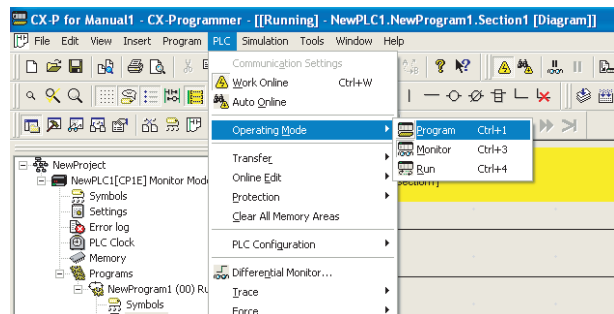 CX-P for Manual1 - CX-Programmer - [[Running] - NewPLC1.NewProgram1.Section1 [Diagram]]
File Edit View Insert Program PLC Simulation Tools Window Help
Communication Settings
Work Online Ctrl+W
Auto Online
Operating Mode
Program Ctrl+1
Monitor Ctrl+3
Run Ctrl+4
Transfer
Online Edit
Protection
Clear All Memory Areas
PLC Configuration
Differential Monitor...
Trace
Force
NewProject
NewPLC1[CP1E] Monitor Mod
Symbols
Settings
Error log
PLC Clock
Memory
Programs
NewProgram1 (00) Ru
Symbols
Section1]